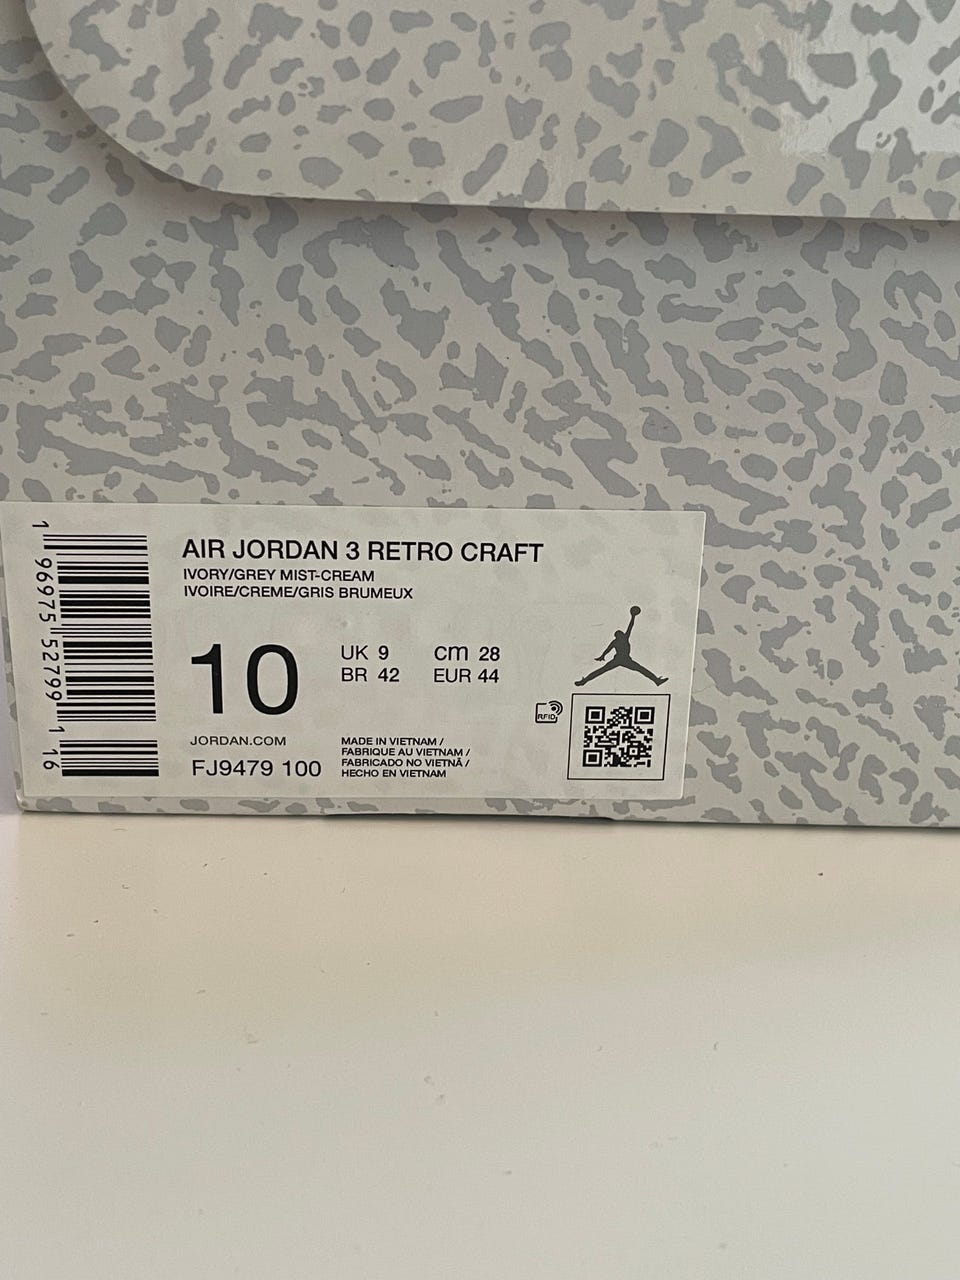 AIR JORDAN 3 RETRO CRAFT
IVORY/GREY MIST-CREAM
IVOIRE/CREME/GRIS BRUMEUX
10
UK 9 cm 28
BR 42 EUR 44
RFID
JORDAN.COM
FJ9479 100
MADE IN VIETNAM /
FABRIQUE AU VIETNAM /
FABRICADO NO VIETNÃ /
HECHO EN VIETNAM
1 96975 52799 1 16